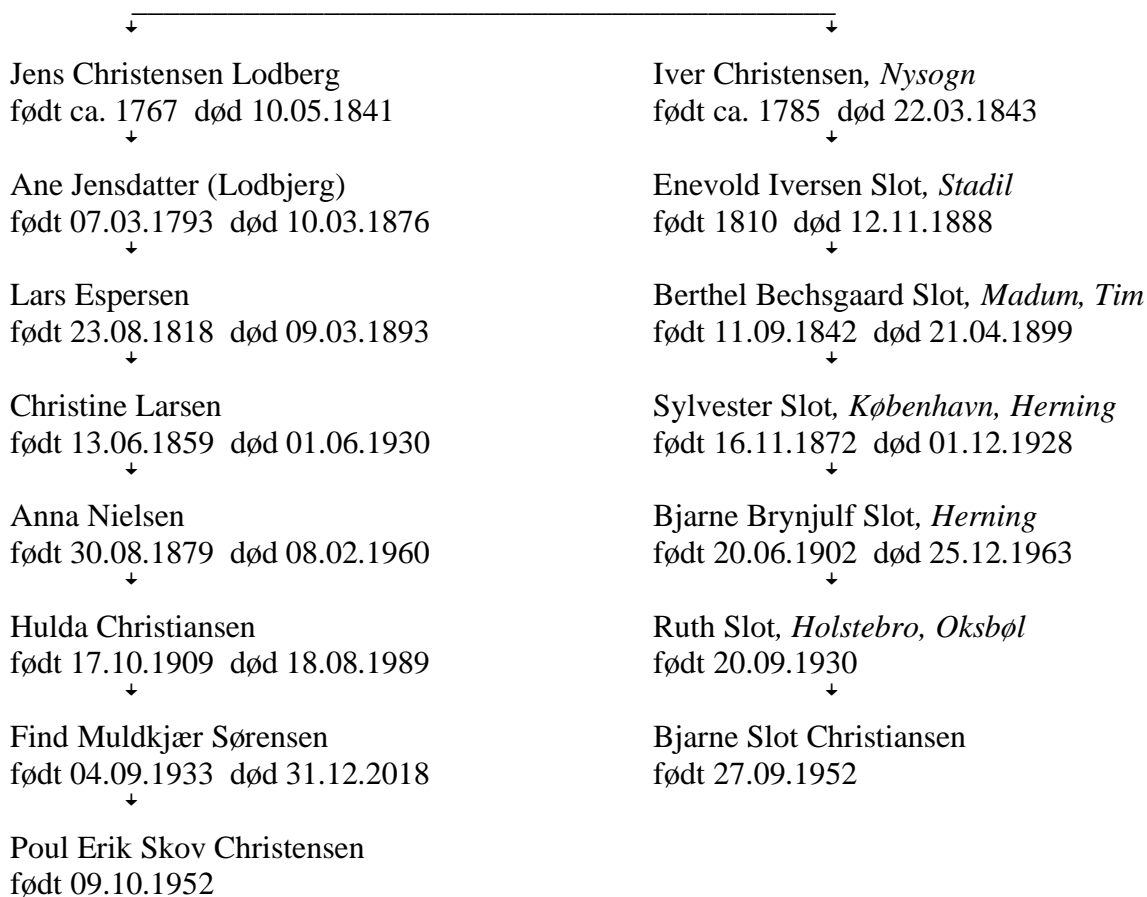 Jens Christensen Lodberg
født ca. 1767 død 10.05.1841
Ane Jensdatter (Lodbjerg)
født 07.03.1793 død 10.03.1876
Lars Espersen
født 23.08.1818 død 09.03.1893
Christine Larsen
født 13.06.1859 død 01.06.1930
Anna Nielsen
født 30.08.1879 død 08.02.1960
Hulda Christiansen
født 17.10.1909 død 18.08.1989
Find Muldkjær Sørensen
født 04.09.1933 død 31.12.2018
Poul Erik Skov Christensen
født 09.10.1952
Iver Christensen, Nysogn
født ca. 1785 død 22.03.1843
Enevold Iversen Slot, Stadil
født 1810 død 12.11.1888
Berthel Bechsgaard Slot, Madum, Tim
født 11.09.1842 død 21.04.1899
Sylvester Slot, København, Herning
født 16.11.1872 død 01.12.1928
Bjarne Brynjulf Slot, Herning
født 20.06.1902 død 25.12.1963
Ruth Slot, Holstebro, Oksbøl
født 20.09.1930
Bjarne Slot Christiansen
født 27.09.1952